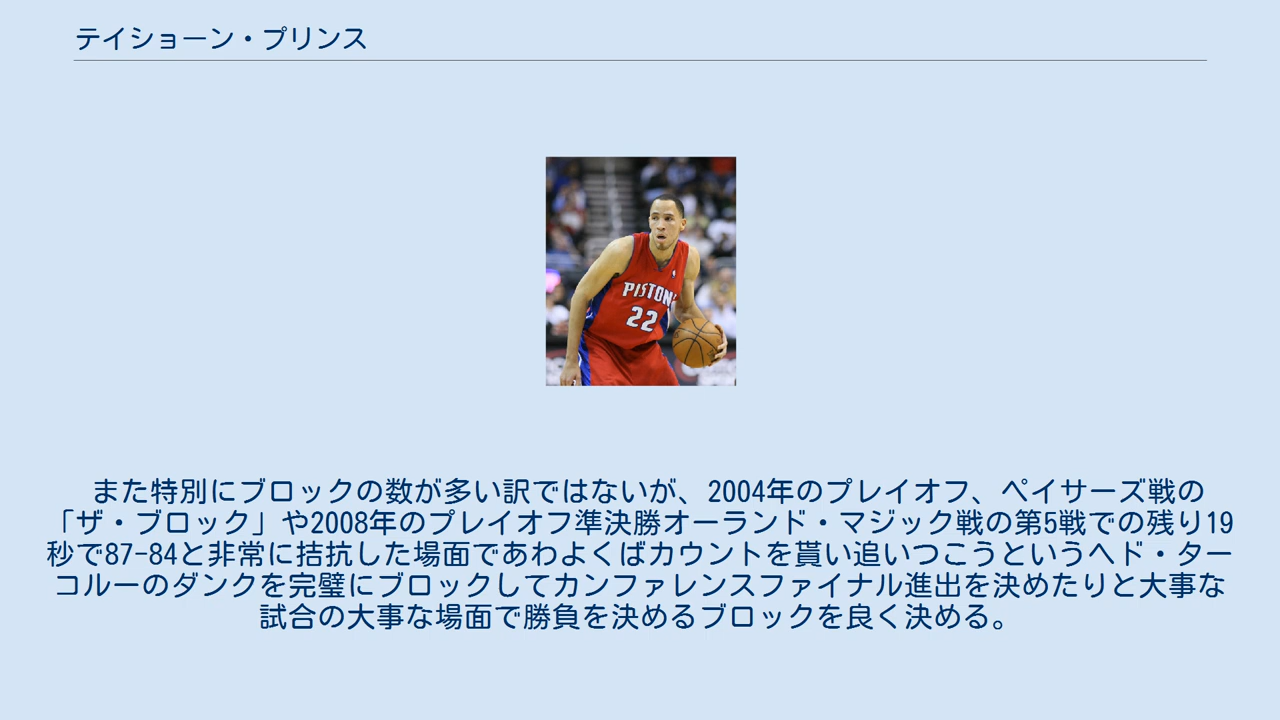 テイショーン・プリンス
PISTONS
22
また特別にブロックの数が多い訳ではないが、2004年のプレイオフ、ペイサーズ戦の
「ザ・ブロック」や2008年のプレイオフ準決勝オーランド・マジック戦の第5戦での残り19
秒で87-84と非常に拮抗した場面であわよくばカウントを貰い追いつこうというヘド・ター
コルーのダンクを完璧にブロックしてカンファレンスファイナル進出を決めたりと大事な
試合の大事な場面で勝負を決めるブロックを良く決める。